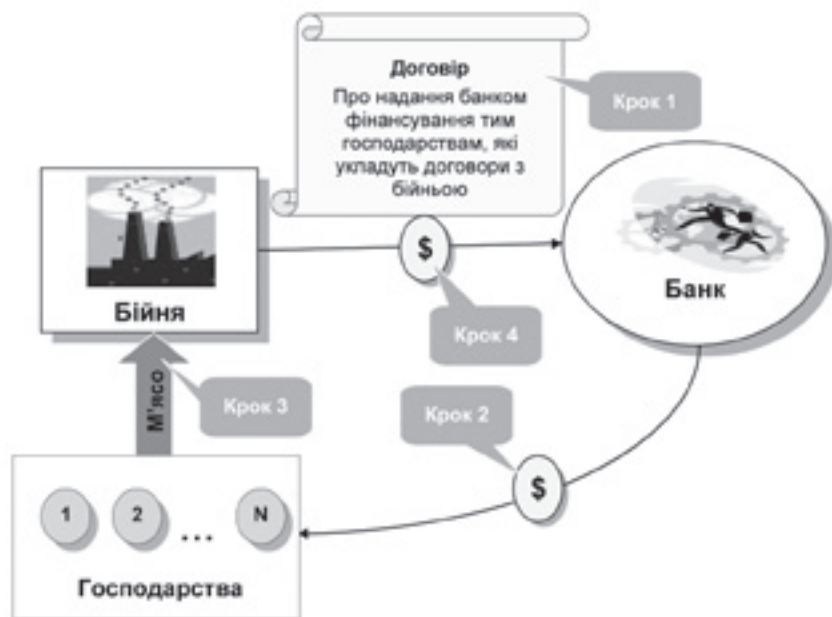 Договір
Про надання банком
фінансування тим
господарствам, які
укладуть договори з
бійньою
Крок 1
Бійня
$
Банк
Крок 4
М'ясо
Крок 3
Крок 2
$
1 2 ... N
Господарства